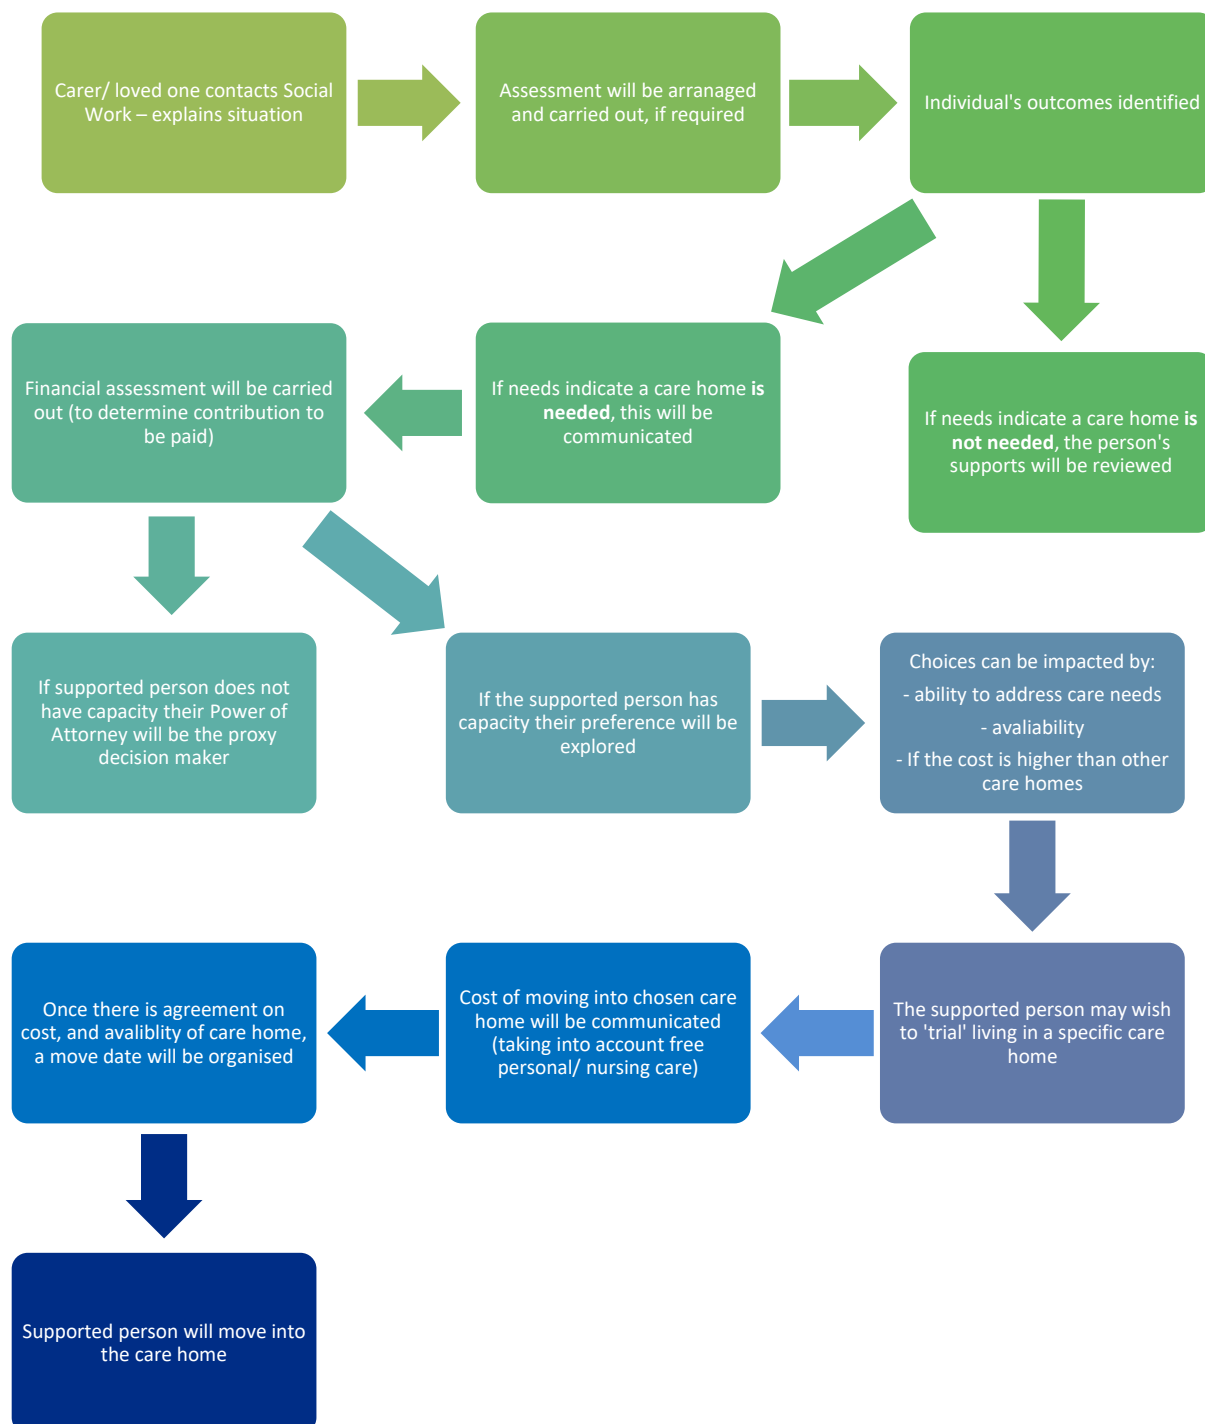 Carer/ loved one contacts Social
Work – explains situation
Assessment will be arranaged
and carried out, if required
Individual's outcomes identified
If needs indicate a care home is
not needed, the person's
supports will be reviewed
If needs indicate a care home is
needed, this will be
communicated
Financial assessment will be carried
out (to determine contribution to
be paid)
If supported person does not
have capacity their Power of
Attorney will be the proxy
decision maker
If the supported person has
capacity their preference will be
explored
Choices can be impacted by:
- ability to address care needs
- avaliability
- If the cost is higher than other
care homes
The supported person may wish
to 'trial' living in a specific care
home
Cost of moving into chosen care
home will be communicated
(taking into account free
personal/ nursing care)
Once there is agreement on
cost, and avaliblity of care home,
a move date will be organised
Supported person will move into
the care home